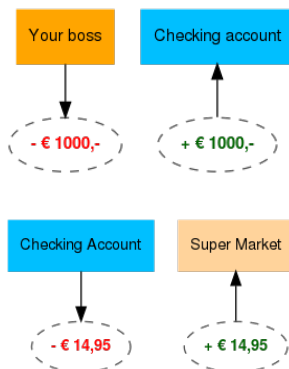 Your boss
Checking account
- € 1000,-
+ € 1000,-
Checking Account
Super Market
- € 14,95
+ € 14,95